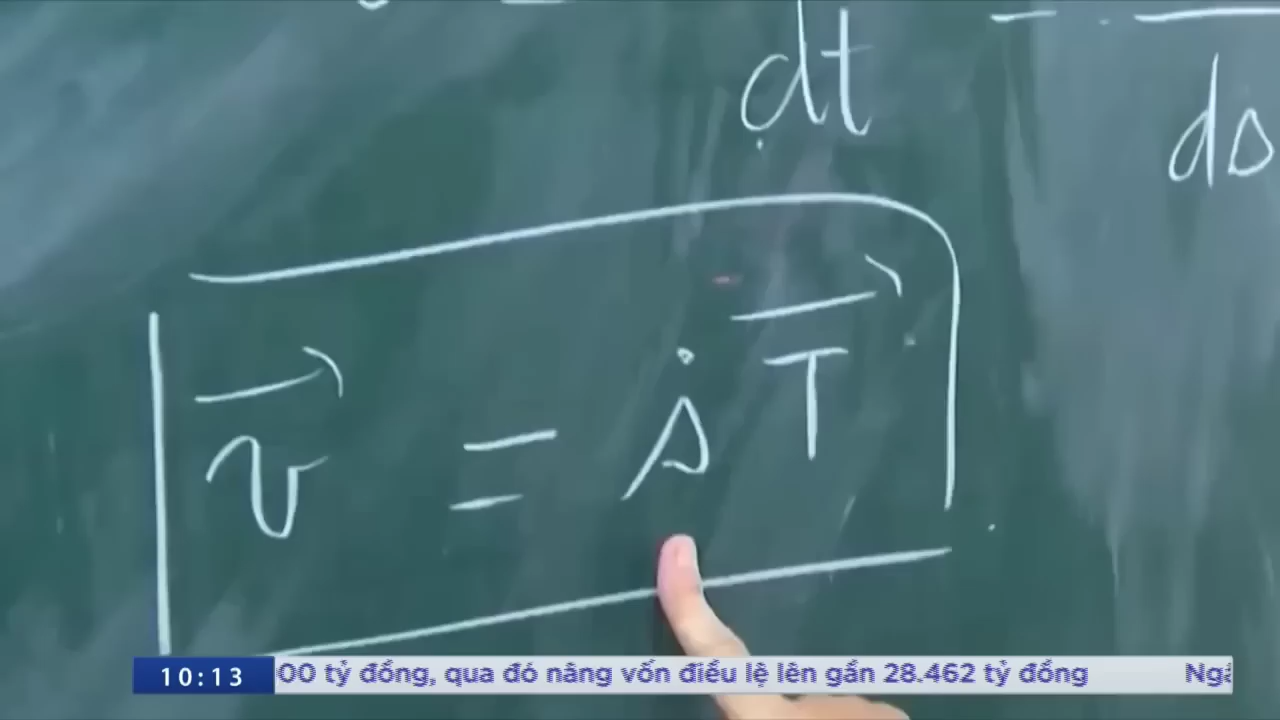 dt
ds
v⃗ = ṡ T⃗
10:13 00 tỷ đồng, qua đó nâng vốn điều lệ lên gần 28.462 tỷ đồng